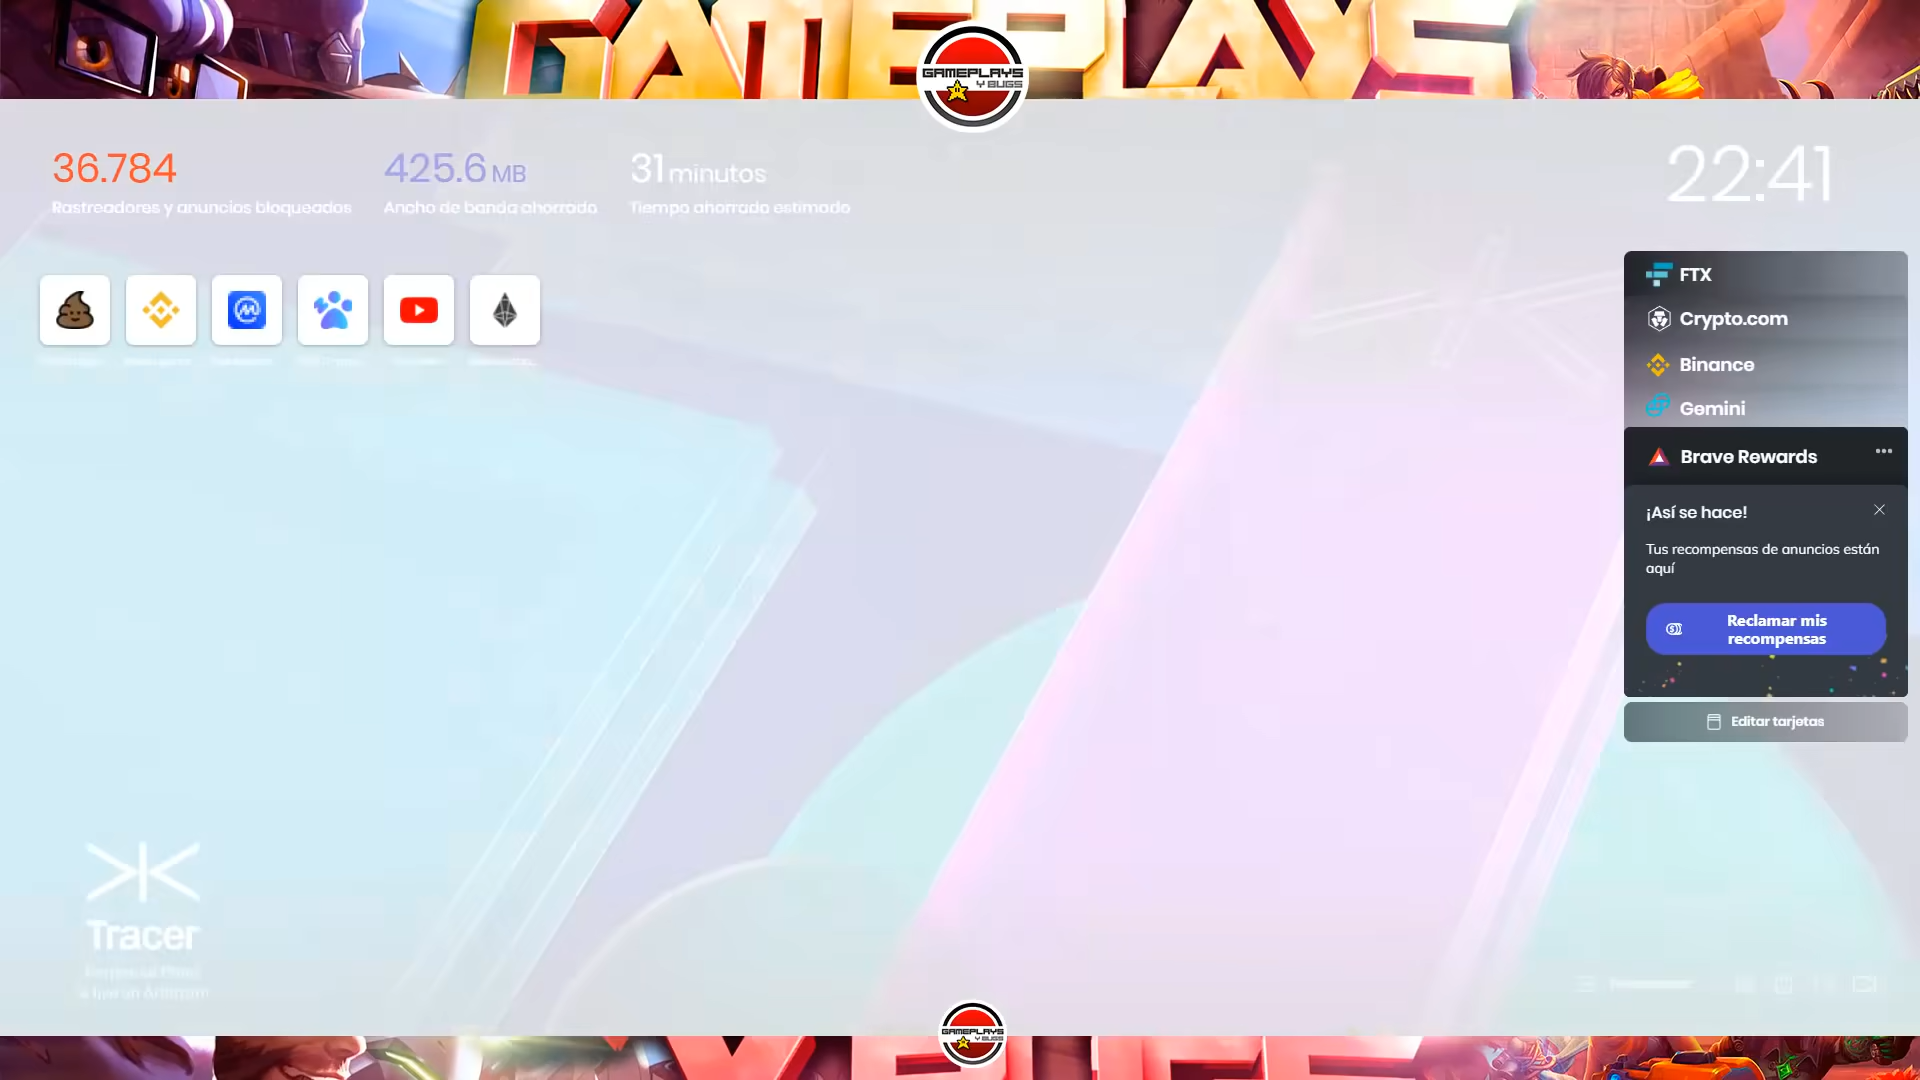 GAMEPLAYS
GAMEPLAYS
Y BUGS
36.784
425.6 MB
31 minutos
22:41
Rastreadores y anuncios bloqueados
Ancho de banda ahorrado
Tiempo ahorrado estimado
FTX
Crypto.com
Binance
Gemini
Brave Rewards
¡Así se hace!
Tus recompensas de anuncios están
aquí
Reclamar mis
recompensas
Editar tarjetas
Tracer
GAMEPLAYS
Y BUGS
Y BUGS